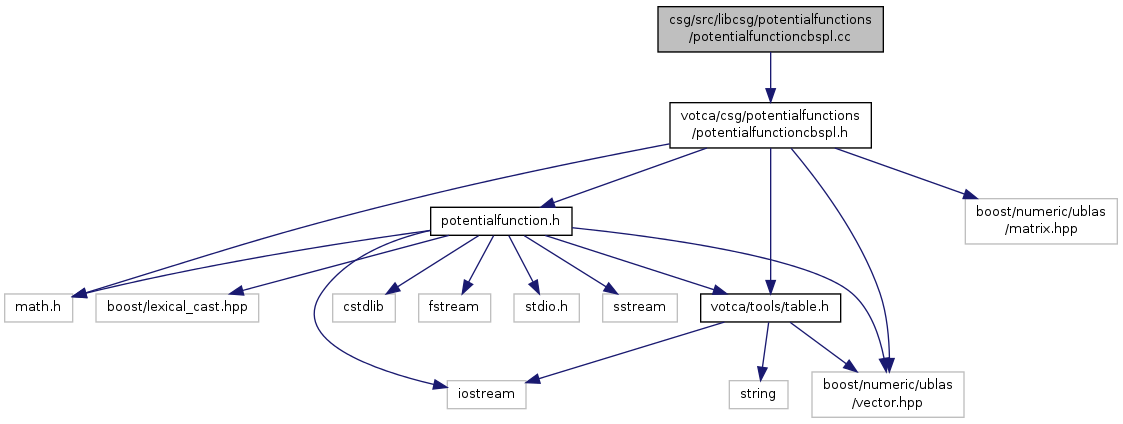 csg/src/libcsg/potentialfunctions
/potentialfunctioncbspl.cc
votca/csg/potentialfunctions
/potentialfunctioncbspl.h
potentialfunction.h
boost/numeric/ublas
/matrix.hpp
math.h
boost/lexical_cast.hpp
cstdlib
fstream
stdio.h
sstream
votca/tools/table.h
iostream
string
boost/numeric/ublas
/vector.hpp